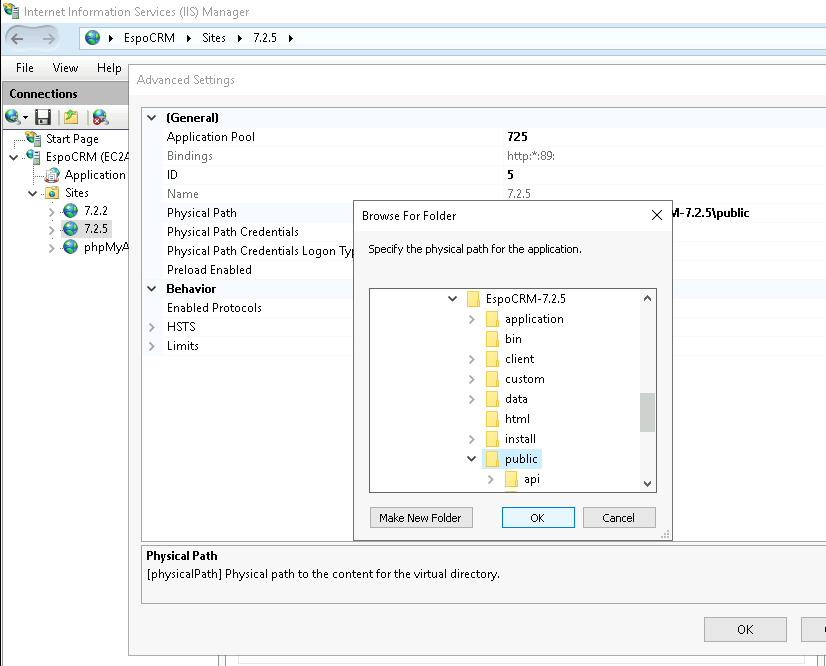 Internet Information Services (IIS) Manager
EspoCRM Sites 7.2.5
File View Help
Connections
Start Page
EspoCRM (EC2A
Application
Sites
7.2.2
7.2.5
phpMyA
Advanced Settings
(General)
Application Pool 725
Bindings http:*:89:
ID 5
Name 7.2.5
Physical Path M-7.2.5\public
Physical Path Credentials
Physical Path Credentials Logon Typ
Preload Enabled
Behavior
Enabled Protocols
HSTS
Limits
Browse For Folder
Specify the physical path for the application.
EspoCRM-7.2.5
application
bin
client
custom
data
html
install
public
api
Make New Folder OK Cancel
Physical Path
[physicalPath] Physical path to the content for the virtual directory.
OK